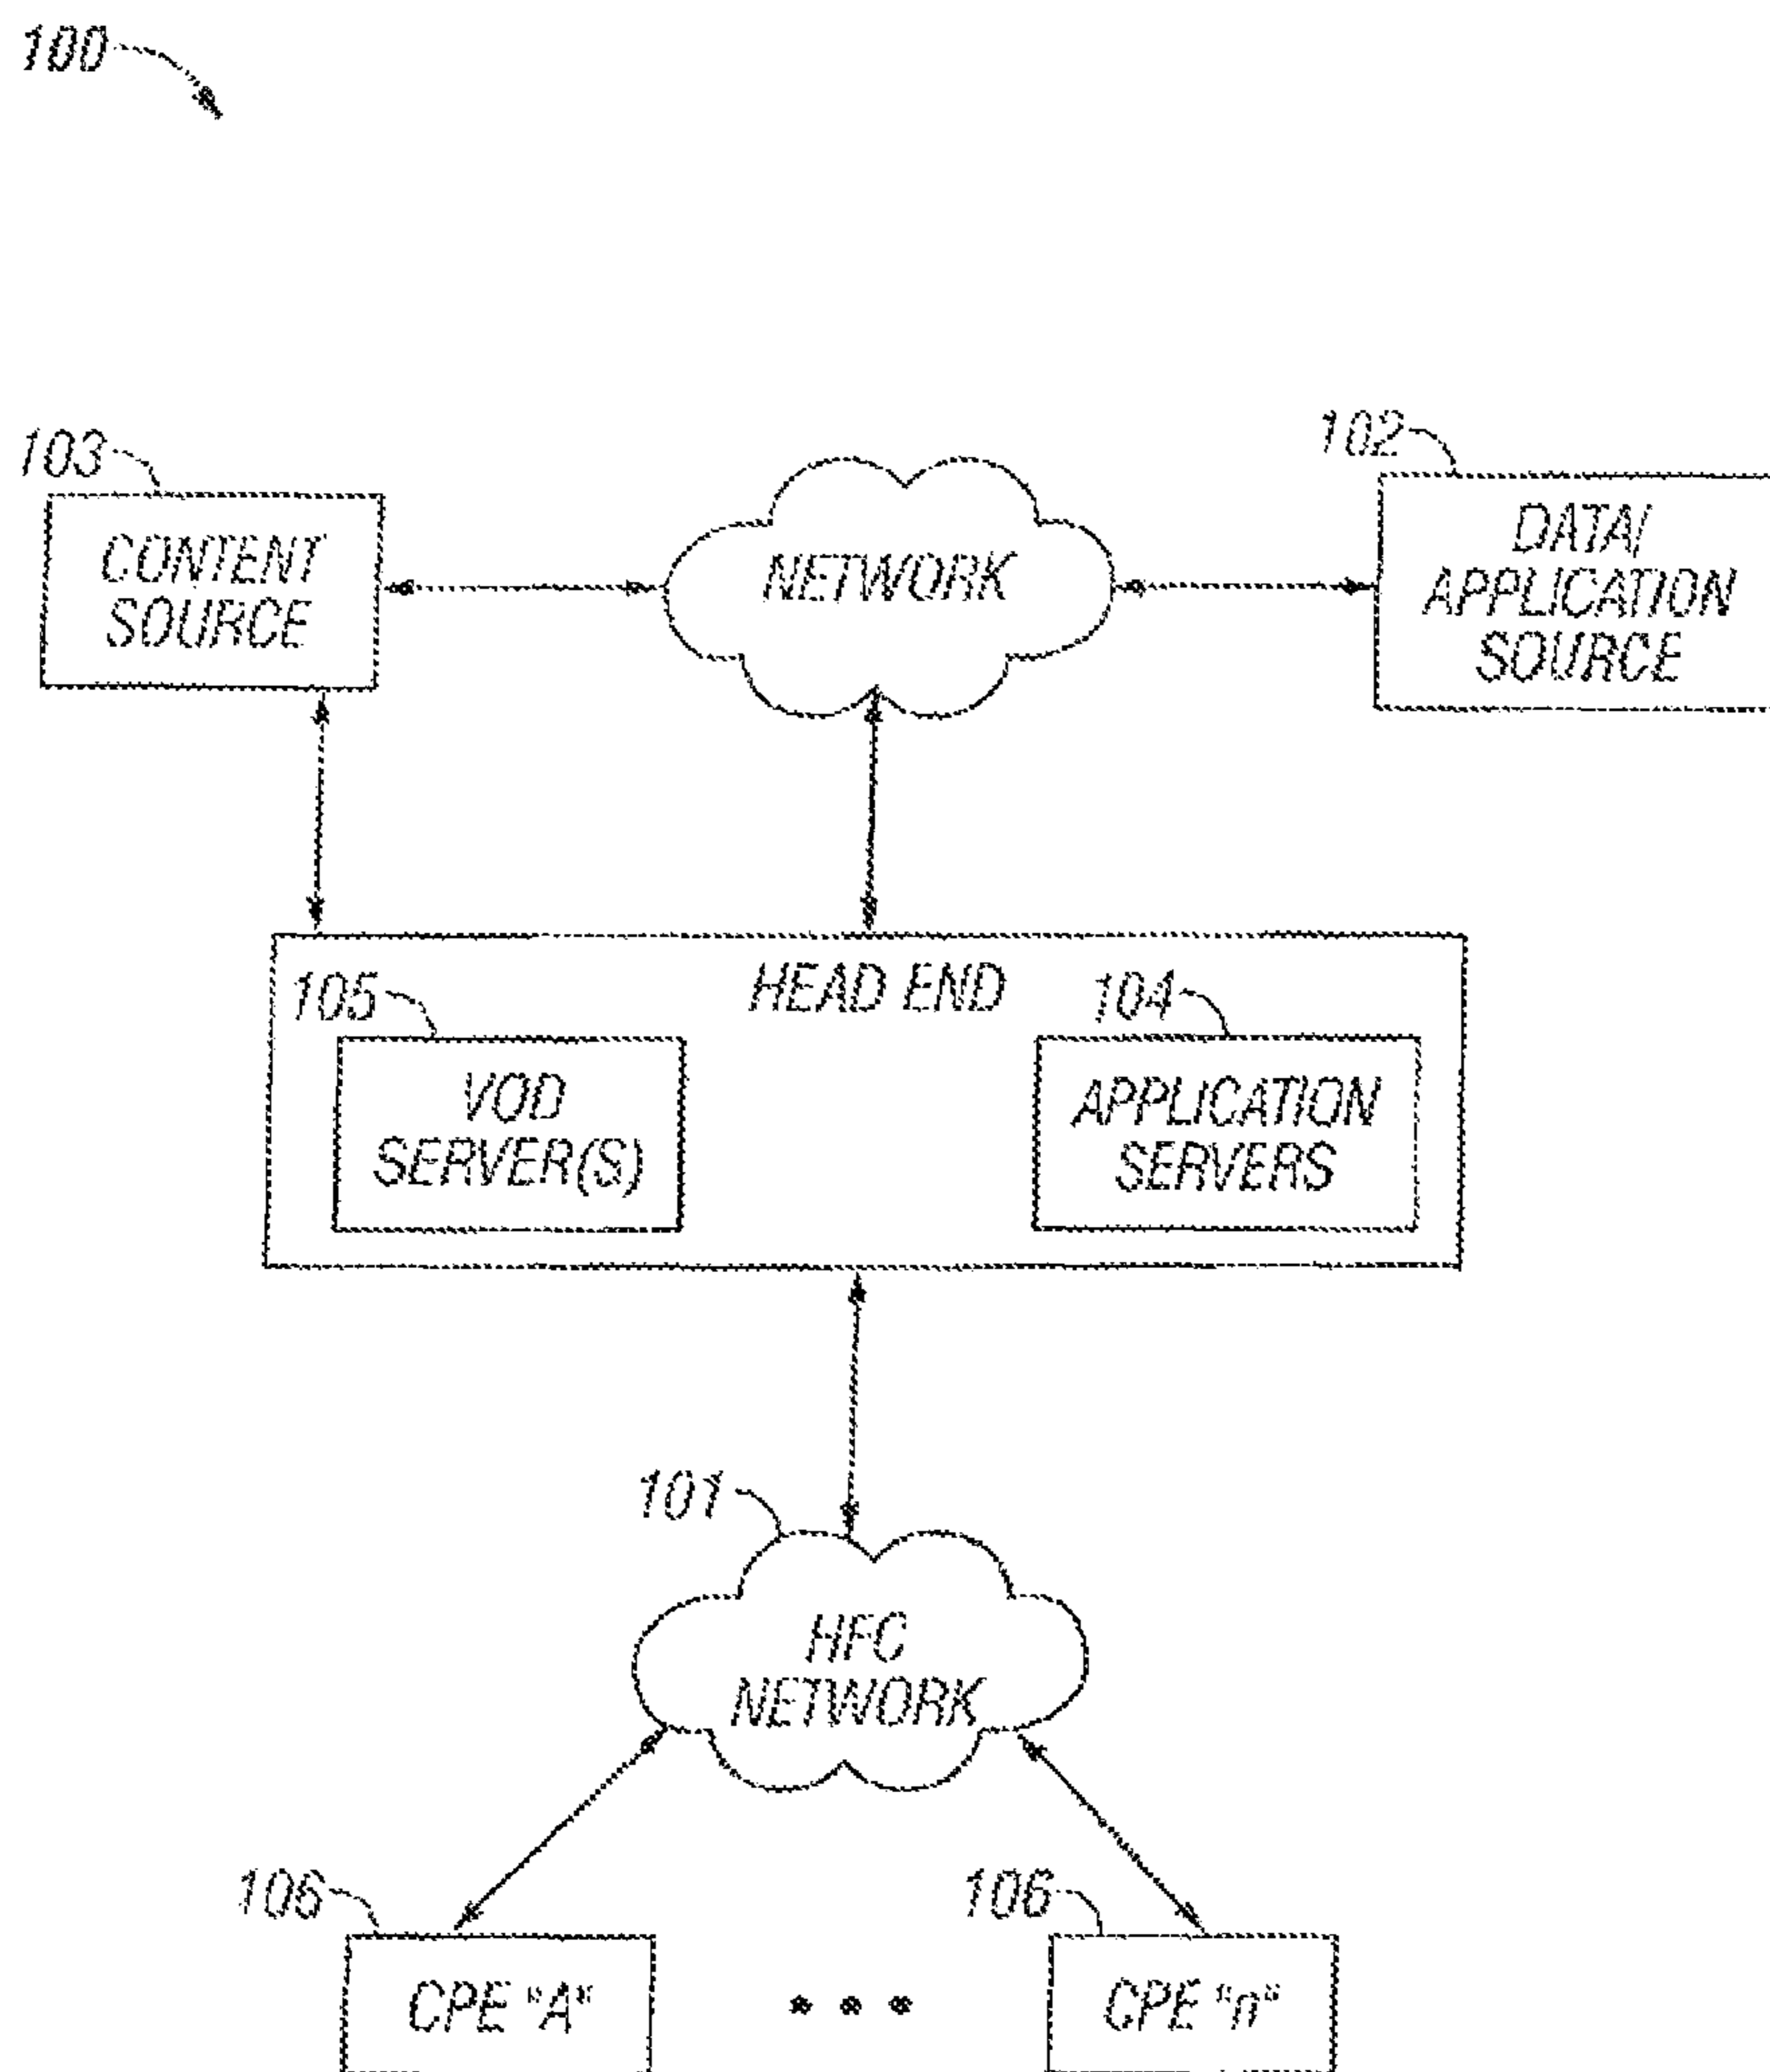 100
103
102
CONTENT
SOURCE
NETWORK
DATA/
APPLICATION
SOURCE
HEAD END
105
104
VOD
SERVER(S)
APPLICATION
SERVERS
101
HFC
NETWORK
106
106
CPE "A"
CPE "n"